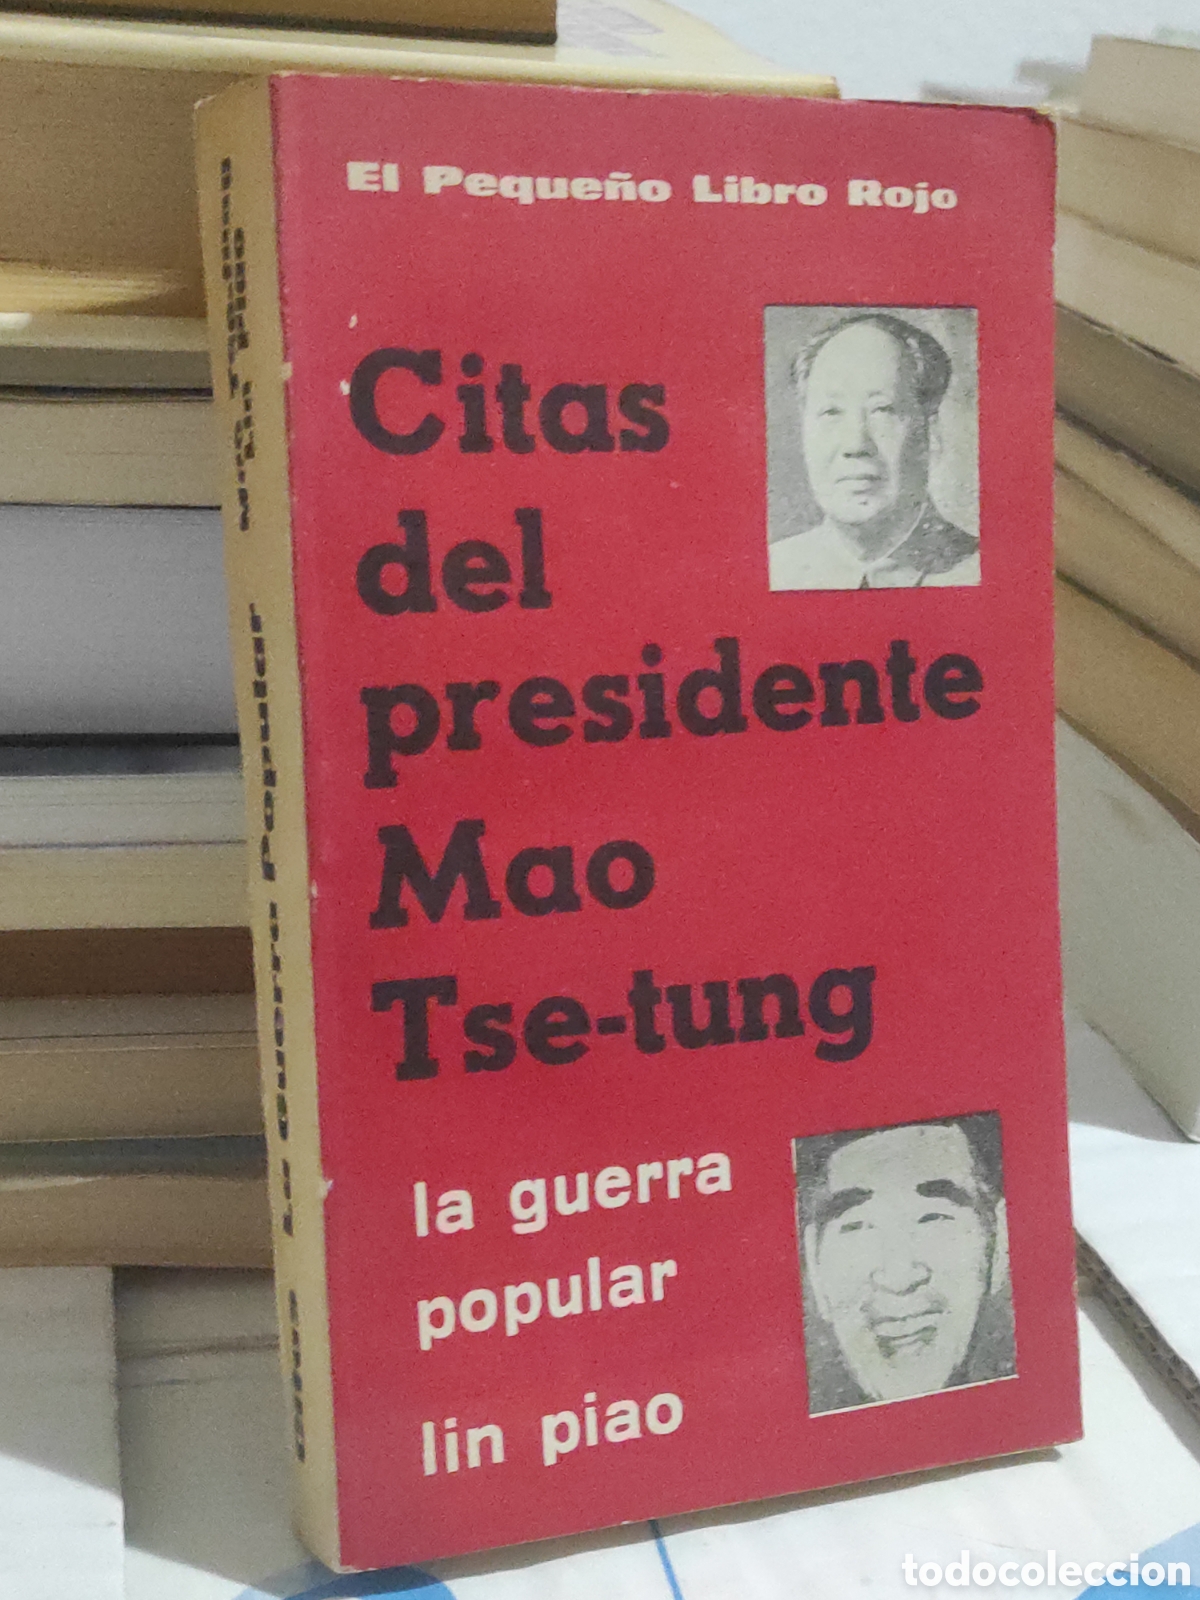 El Pequeño Libro Rojo
Citas
del
presidente
Mao
Tse-tung
la guerra
popular
lin piao
todocoleccion